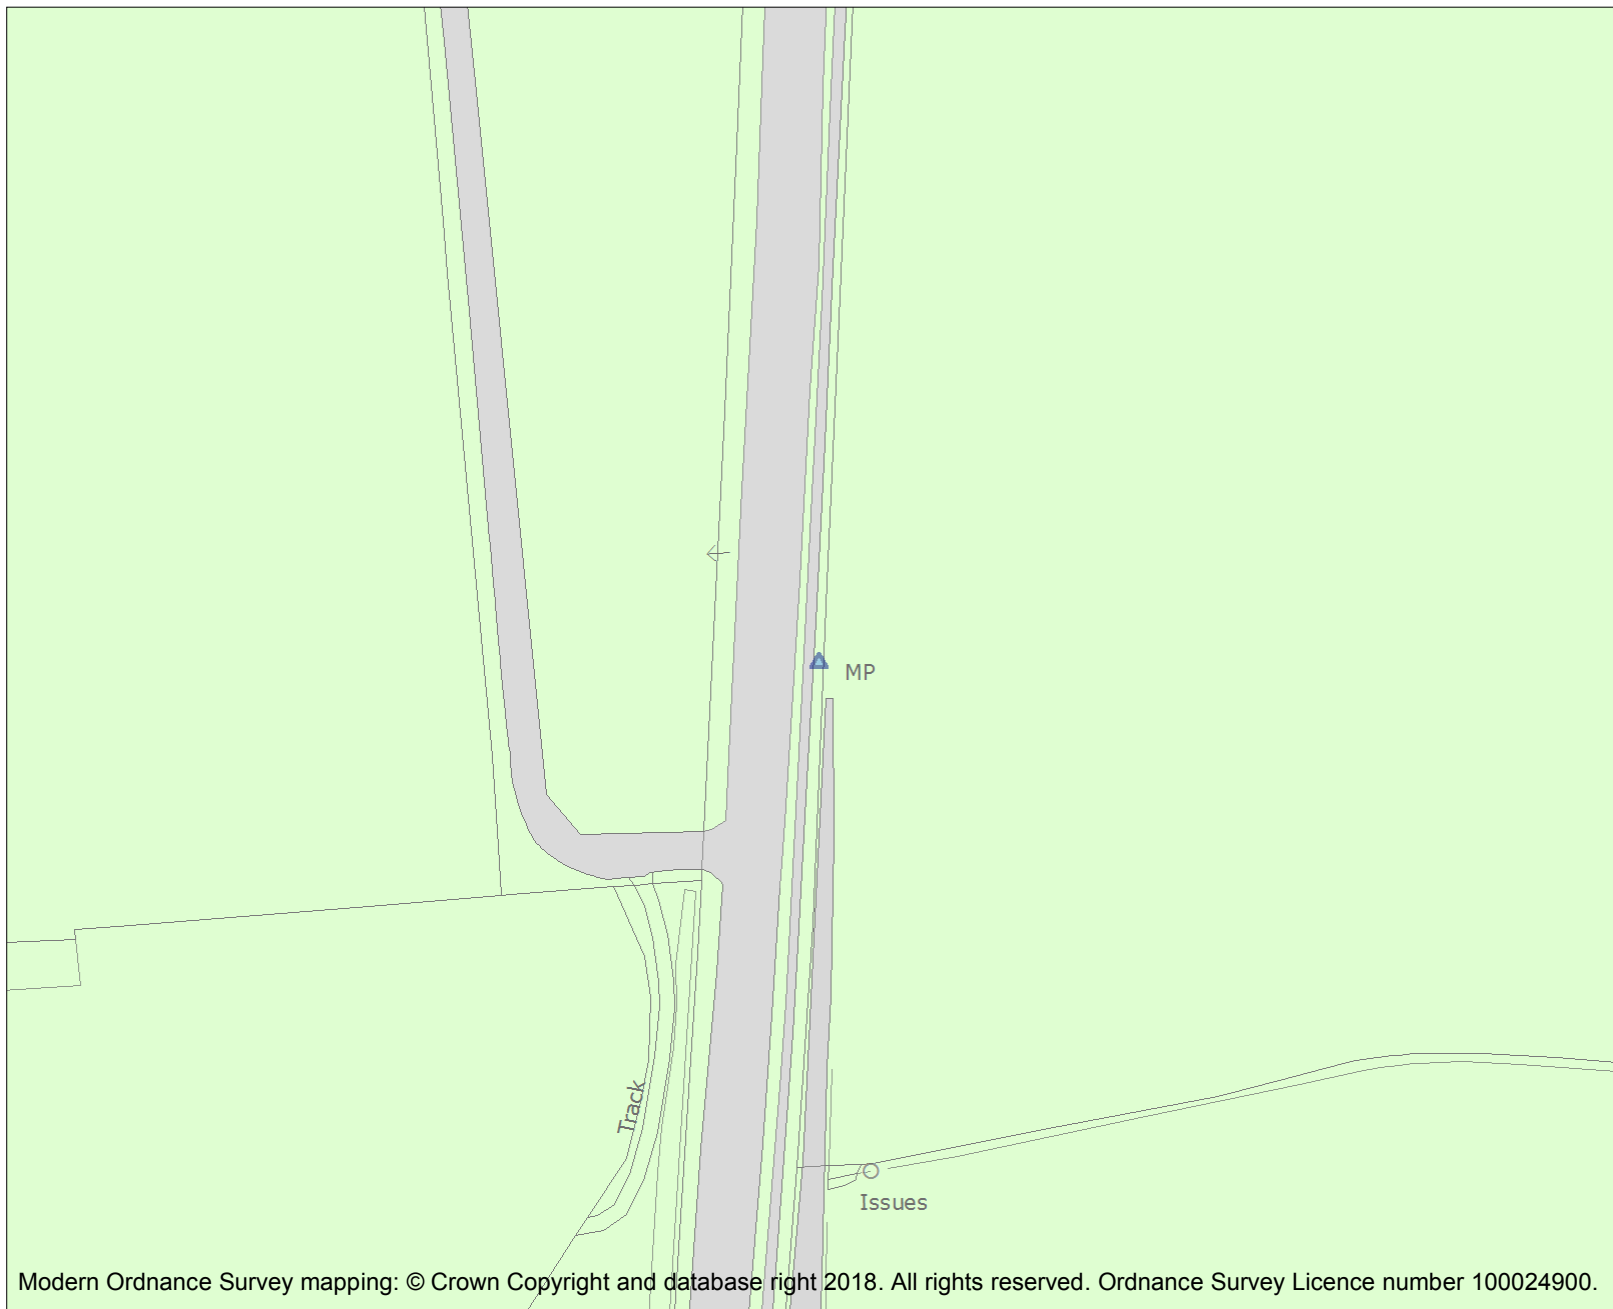 MP
Track
Issues
Modern Ordnance Survey mapping: © Crown Copyright and database right 2018. All rights reserved. Ordnance Survey Licence number 100024900.